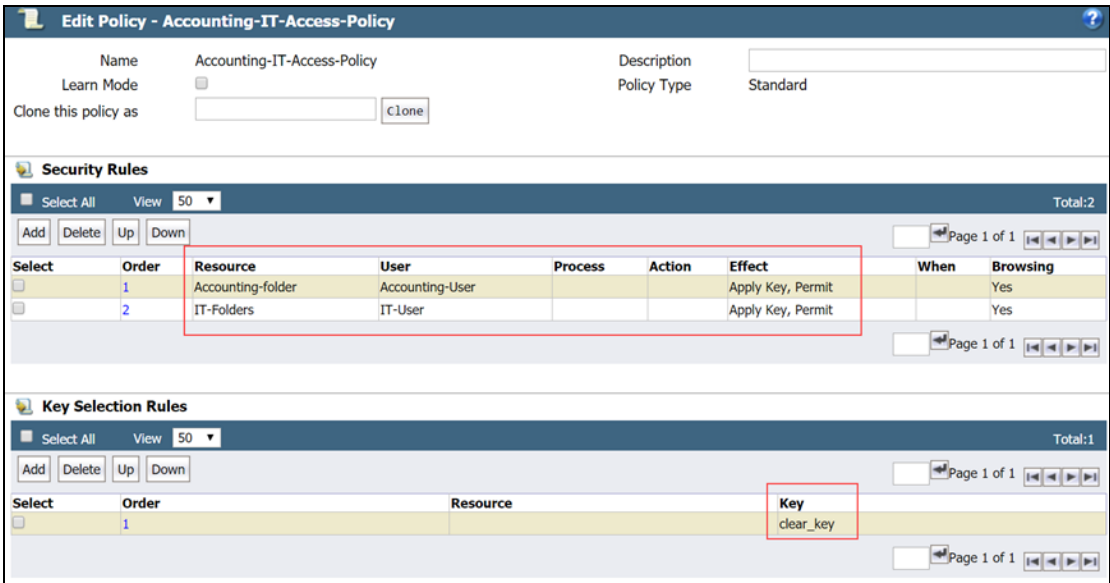 Edit Policy - Accounting-IT-Access-Policy ?
Name Accounting-IT-Access-Policy Description
Learn Mode Policy Type Standard
Clone this policy as Clone
Security Rules
Select All View 50 Total:2
Add Delete Up Down Page 1 of 1
Select Order Resource User Process Action Effect When Browsing
1 Accounting-folder Accounting-User Apply Key, Permit Yes
2 IT-Folders IT-User Apply Key, Permit Yes
Page 1 of 1
Key Selection Rules
Select All View 50 Total:1
Add Delete Up Down Page 1 of 1
Select Order Resource Key
1 clear_key
Page 1 of 1